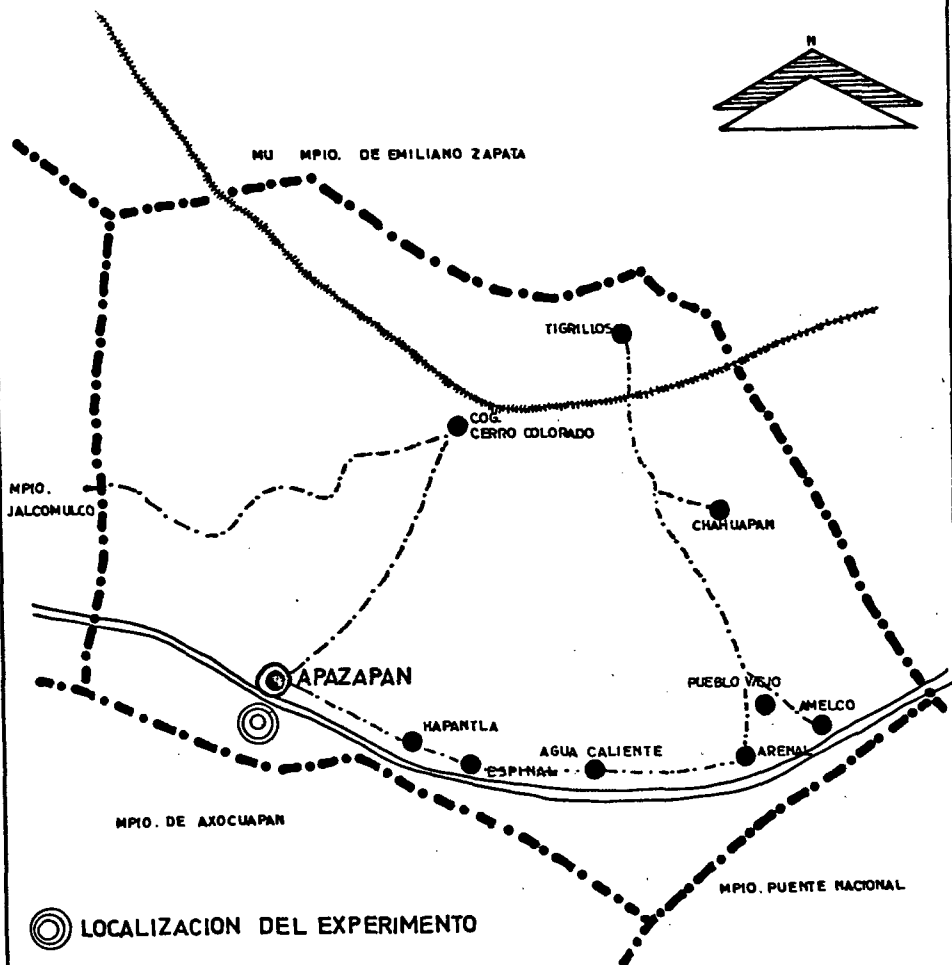 N
MU MPIO. DE EMILIANO ZAPATA
TIGRILLOS
COG.
CERRO COLORADO
MPIO.
JALCOMULCO
CHAHUAPAN
APAZAPAN
PUEBLO VIEJO
AMELCO
HAPANTLA
AGUA CALIENTE
ARENAL
ESPINAL
MPIO. DE AXOCUAPAN
MPIO. PUENTE NACIONAL
LOCALIZACION DEL EXPERIMENTO